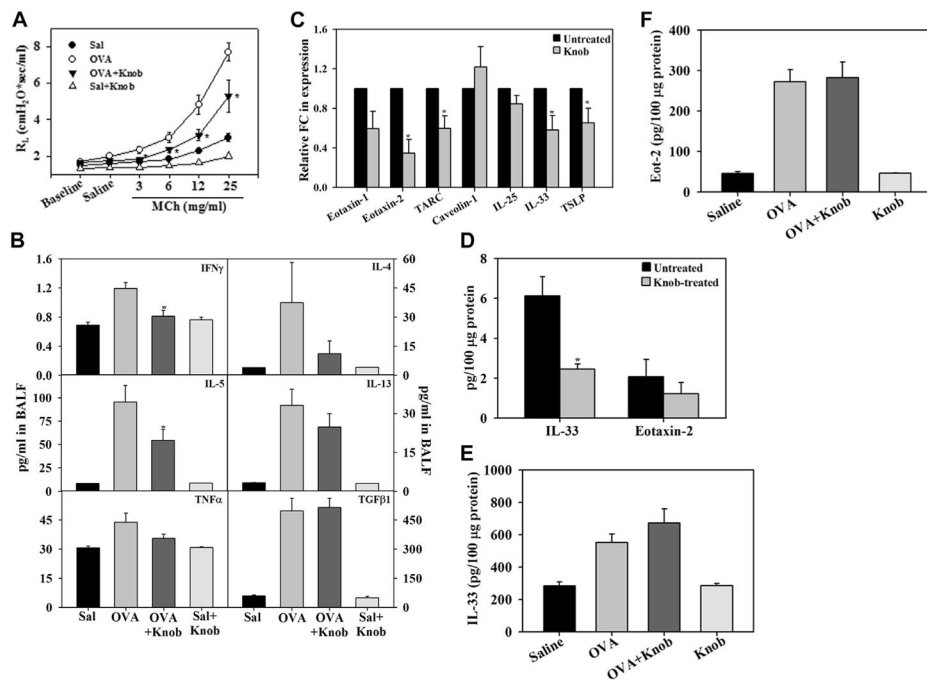 A
R_L (cmH₂O*sec/ml)
8
6
4
2
Sal
OVA
OVA+Knob
Sal+Knob
*
*
*
*
Baseline
Saline
3
6
12
25
MCh (mg/ml)
B
pg/ml in BALF
pg/ml in BALF
IFNγ
1.6
1.2
0.8
0.4
0.0
*
IL-4
60
45
30
15
0
IL-5
100
75
50
25
0
*
IL-13
30
15
0
TNFα
45
30
15
0
TGFβ1
450
300
150
0
Sal
OVA
OVA
+Knob
Sal+
Knob
Sal
OVA
OVA
+Knob
Sal+
Knob
C
Relative FC in expression
1.6
1.2
0.8
0.4
0.0
Untreated
Knob
*
*
*
*
Eotaxin-1
Eotaxin-2
TARC
Caveolin-1
IL-25
IL-33
TSLP
D
pg/100 µg protein
8
6
4
2
0
Untreated
Knob-treated
*
IL-33
Eotaxin-2
E
IL-33 (pg/100 µg protein)
1000
800
600
400
200
0
Saline
OVA
OVA+Knob
Knob
F
Eot-2 (pg/100 µg protein)
400
300
200
100
0
Saline
OVA
OVA+Knob
Knob